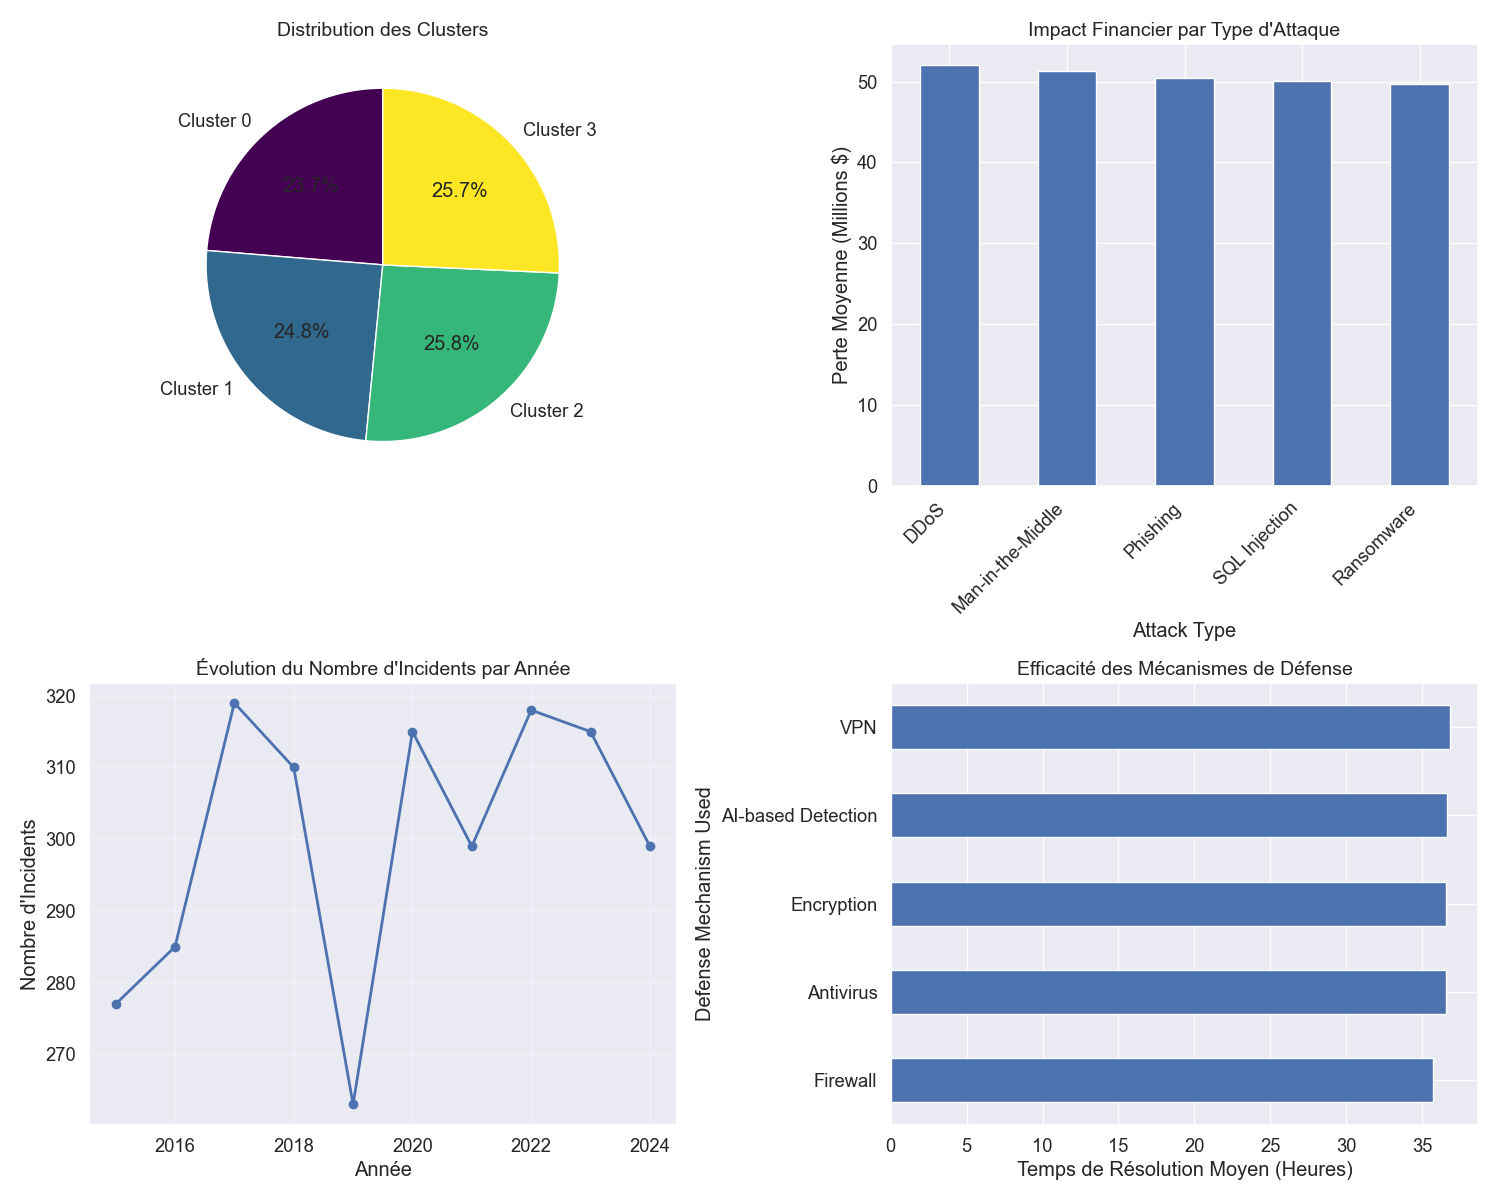 Distribution des Clusters
Cluster 0
Cluster 3
23.7%
25.7%
24.8%
25.8%
Cluster 1
Cluster 2
Impact Financier par Type d'Attaque
Perte Moyenne (Millions $)
50
40
30
20
10
0
DDoS
Man-in-the-Middle
Phishing
SQL Injection
Ransomware
Attack Type
Évolution du Nombre d'Incidents par Année
Nombre d'Incidents
320
310
300
290
280
270
2016
2018
2020
2022
2024
Année
Efficacité des Mécanismes de Défense
Defense Mechanism Used
VPN
AI-based Detection
Encryption
Antivirus
Firewall
0
5
10
15
20
25
30
35
Temps de Résolution Moyen (Heures)